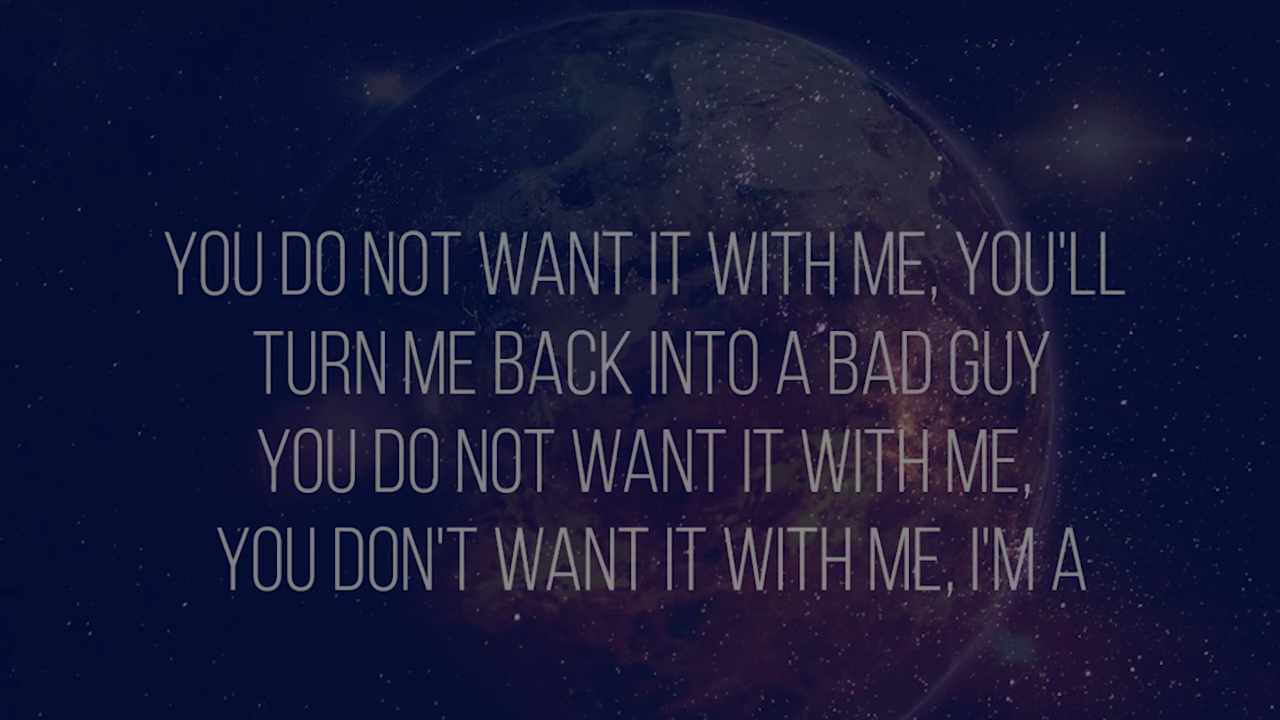 YOU DO NOT WANT IT WITH ME, YOU'LL
TURN ME BACK INTO A BAD GUY
YOU DO NOT WANT IT WITH ME,
YOU DON'T WANT IT WITH ME, I'M A